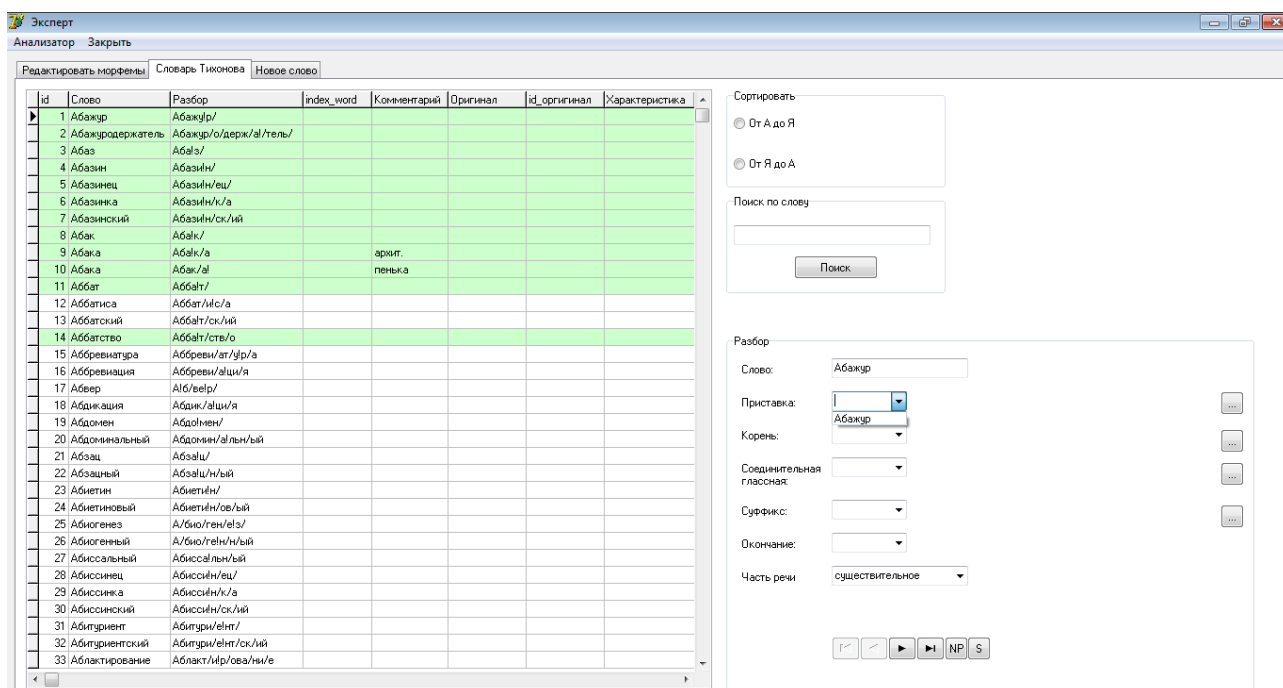 Эксперт
Анализатор Закрыть
Редактировать морфемы Словарь Тихонова Новое слово
id Слово Разбор index_word Комментарий Оригинал id_оргигинал Характеристика
1 Абажур Абажу!р/
2 Абажуродержатель Абажур/о/держ/а!/тель/
3 Абаз Аба!з/
4 Абазин Абази!н/
5 Абазинец Абази!н/ец/
6 Абазинка Абази!н/к/а
7 Абазинский Абази!н/ск/ий
8 Абак Аба!к/
9 Абака Аба!к/а архит.
10 Абака Абак/а! пенька
11 Аббат Абба!т/
12 Аббатиса Аббат/и!с/а
13 Аббатский Абба!т/ск/ий
14 Аббатство Абба!т/ств/о
15 Аббревиатура Аббреви/ат/у!р/а
16 Аббревиация Аббреви/а!ци/я
17 Абвер А!б/ве!р/
18 Абдикация Абдик/а!ци/я
19 Абдомен Абдо!мен/
20 Абдоминальный Абдомин/а!льн/ый
21 Абзац Абза!ц/
22 Абзацный Абза!ц/н/ый
23 Абиетин Абиети!н/
24 Абиетиновый Абиети!н/ов/ый
25 Абиогенез А/био/ген/е!з/
26 Абиогенный А/био/ге!н/н/ый
27 Абиссальный Абисса!льн/ый
28 Абиссинец Абисси!н/ец/
29 Абиссинка Абисси!н/к/а
30 Абиссинский Абисси!н/ск/ий
31 Абитуриент Абитури/е!нт/
32 Абитуриентский Абитури/е!нт/ск/ий
33 Аблактирование Аблакт/и!р/ова/ни/е
Сортировать
От А до Я
От Я до А
Поиск по слову
Поиск
Разбор
Слово: Абажур
Приставка: ...
Абажур
Корень: ...
Соединительная ...
гласная:
Суффикс: ...
Окончание:
Часть речи существительное
NP S